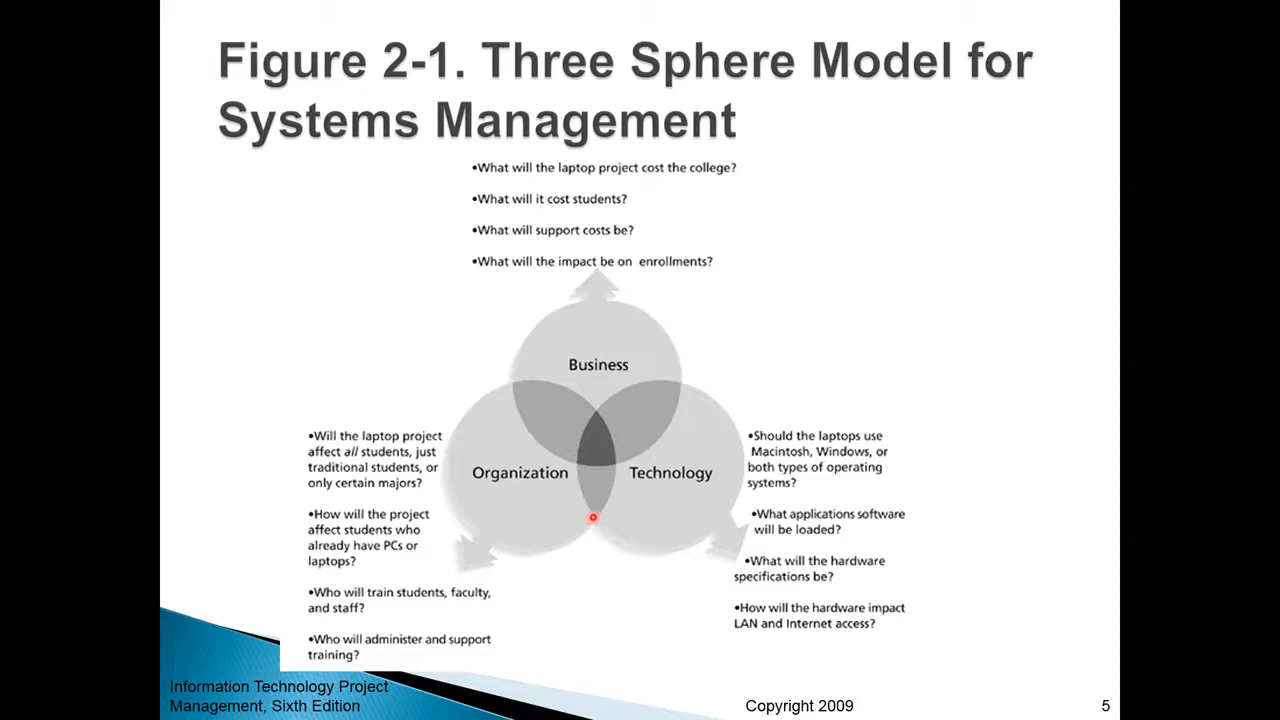 Figure 2-1. Three Sphere Model for
Systems Management
•What will the laptop project cost the college?
•What will it cost students?
•What will support costs be?
•What will the impact be on enrollments?
Business
Organization
Technology
•Will the laptop project
affect all students, just
traditional students, or
only certain majors?
•How will the project
affect students who
already have PCs or
laptops?
•Who will train students, faculty,
and staff?
•Who will administer and support
training?
•Should the laptops use
Macintosh, Windows, or
both types of operating
systems?
•What applications software
will be loaded?
•What will the hardware
specifications be?
•How will the hardware impact
LAN and Internet access?
Information Technology Project
Management, Sixth Edition
Copyright 2009
5